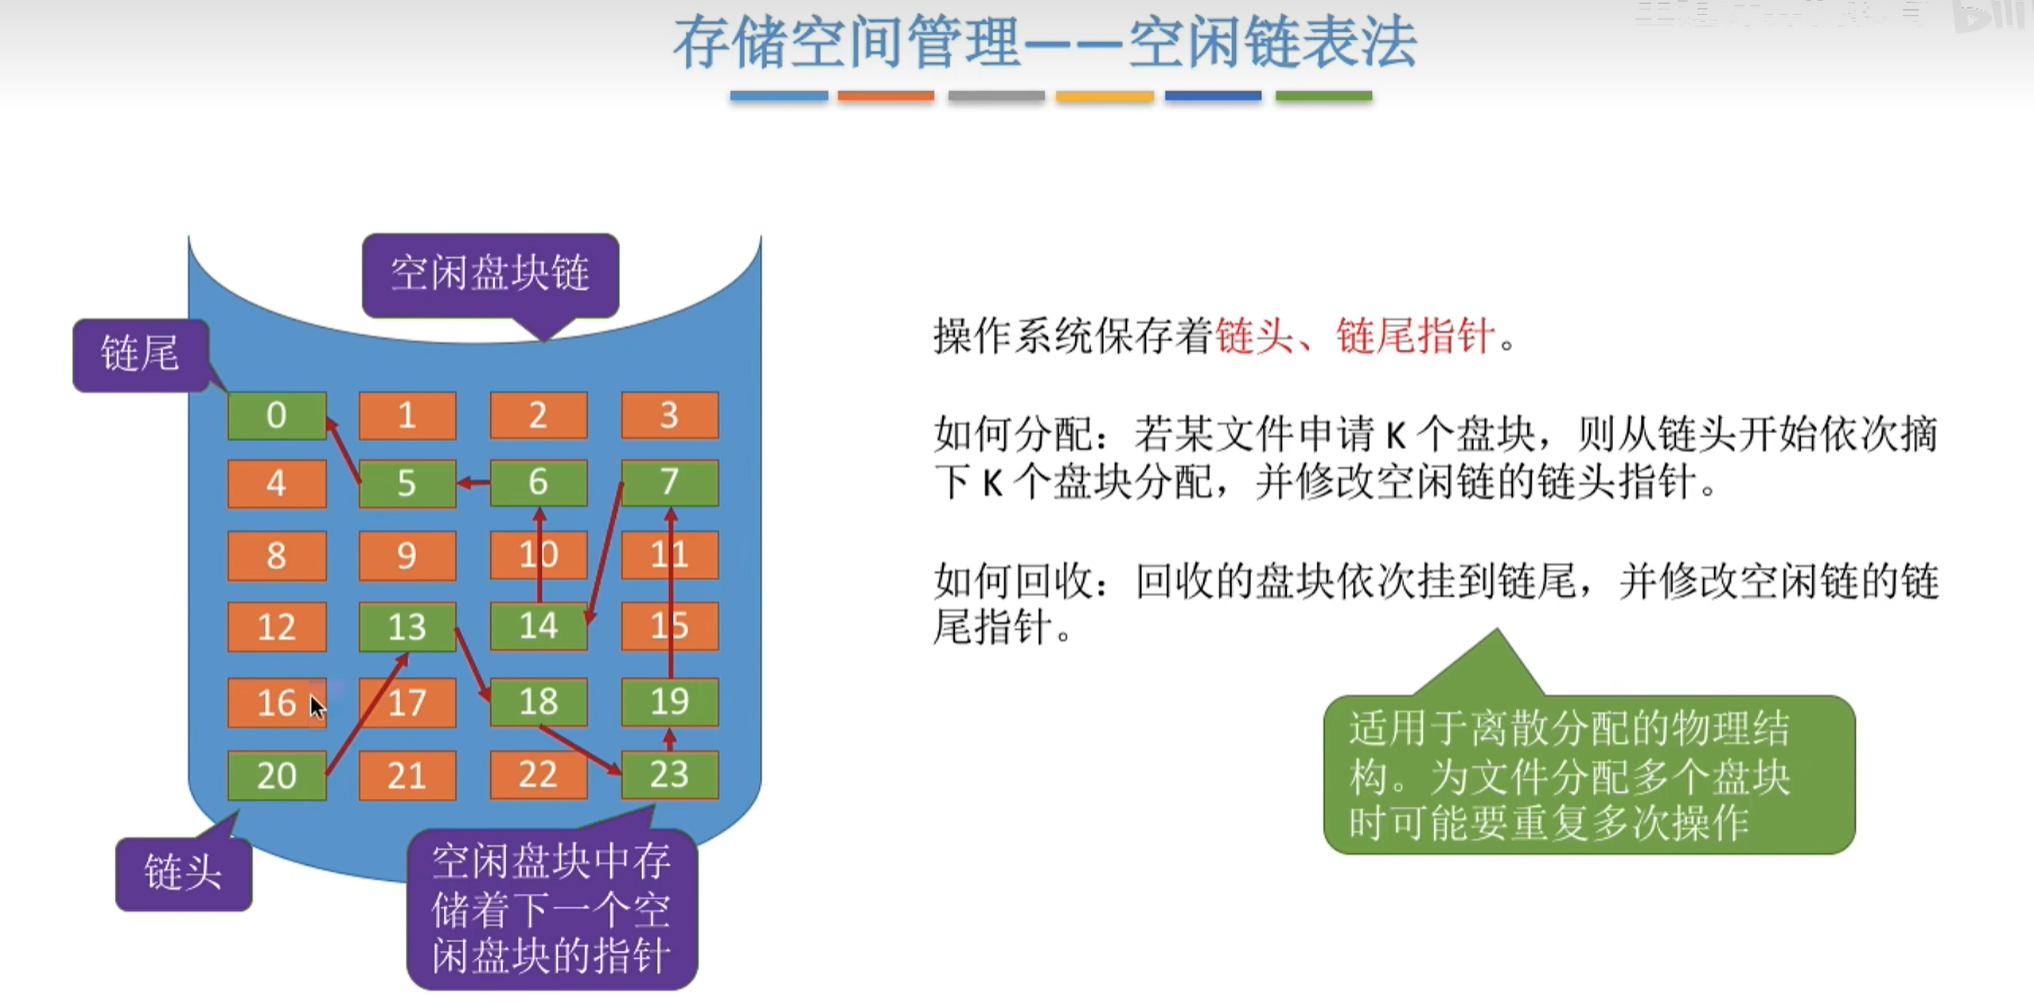 存储空间管理——空闲链表法
空闲盘块链
链尾
0 1 2 3
4 5 6 7
8 9 10 11
12 13 14 15
16 17 18 19
20 21 22 23
链头
空闲盘块中存
储着下一个空
闲盘块的指针
操作系统保存着链头、链尾指针。
如何分配：若某文件申请 K 个盘块，则从链头开始依次摘
下 K 个盘块分配，并修改空闲链的链头指针。
如何回收：回收的盘块依次挂到链尾，并修改空闲链的链
尾指针。
适用于离散分配的物理结
构。为文件分配多个盘块
时可能要重复多次操作